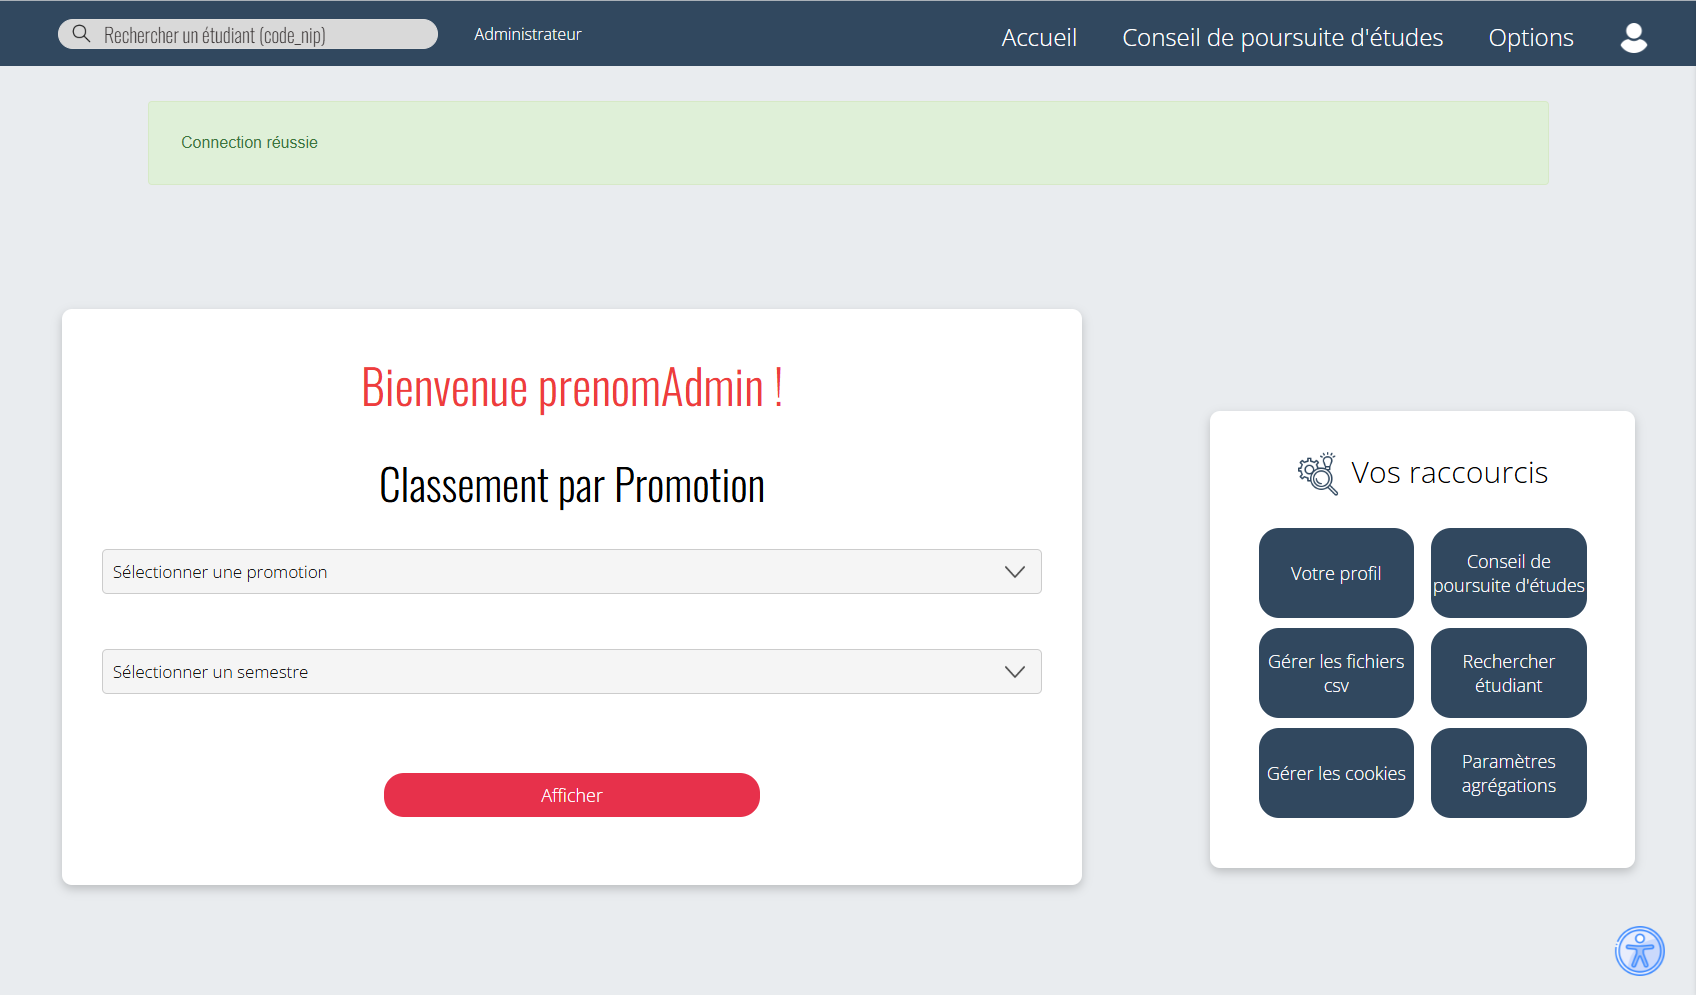 Rechercher un étudiant (code_nip)
Administrateur
Accueil
Conseil de poursuite d'études
Options
Connection réussie
Bienvenue prenomAdmin !
Classement par Promotion
Sélectionner une promotion
Sélectionner un semestre
Afficher
Vos raccourcis
Votre profil
Conseil de
poursuite d'études
Gérer les fichiers
csv
Rechercher
étudiant
Gérer les cookies
Paramètres
agrégations